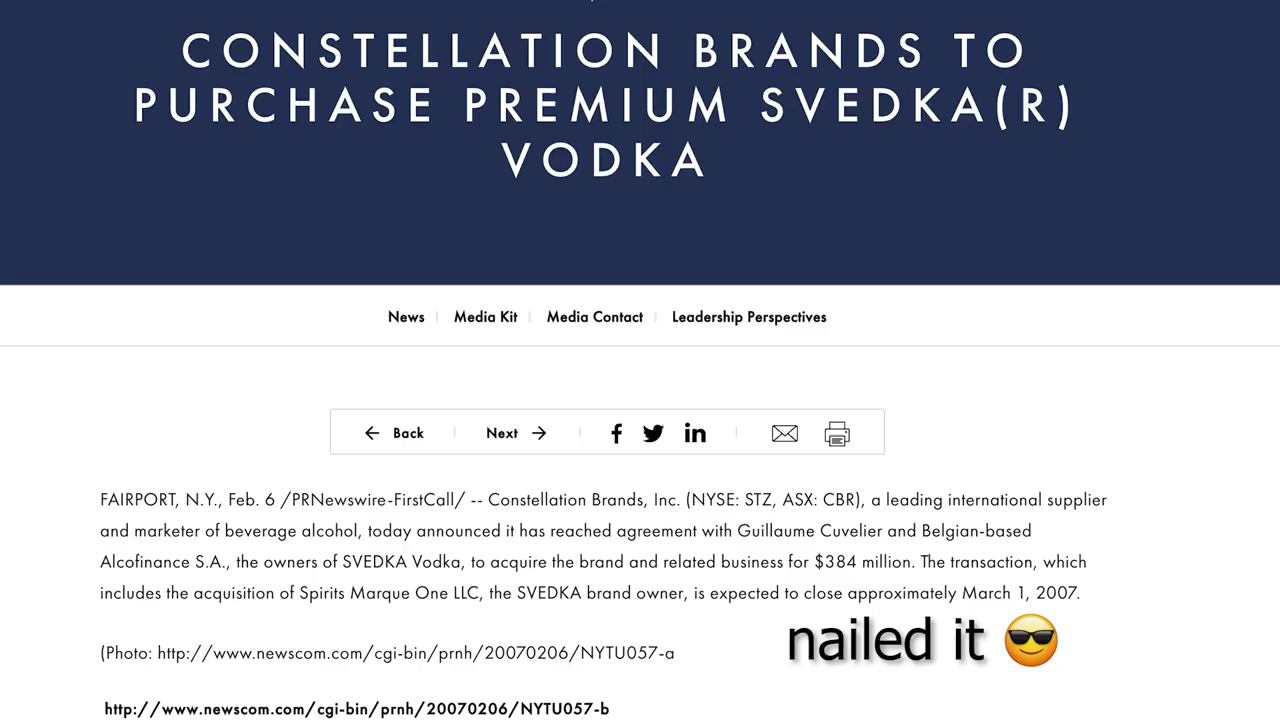 CONSTELLATION BRANDS TO
PURCHASE PREMIUM SVEDKA(R)
VODKA
News
Media Kit
Media Contact
Leadership Perspectives
Back
Next
FAIRPORT, N.Y., Feb. 6 /PRNewswire-FirstCall/ -- Constellation Brands, Inc. (NYSE: STZ, ASX: CBR), a leading international supplier
and marketer of beverage alcohol, today announced it has reached agreement with Guillaume Cuvelier and Belgian-based
Alcofinance S.A., the owners of SVEDKA Vodka, to acquire the brand and related business for $384 million. The transaction, which
includes the acquisition of Spirits Marque One LLC, the SVEDKA brand owner, is expected to close approximately March 1, 2007.
nailed it 😎
(Photo: http://www.newscom.com/cgi-bin/prnh/20070206/NYTU057-a
http://www.newscom.com/cgi-bin/prnh/20070206/NYTU057-b